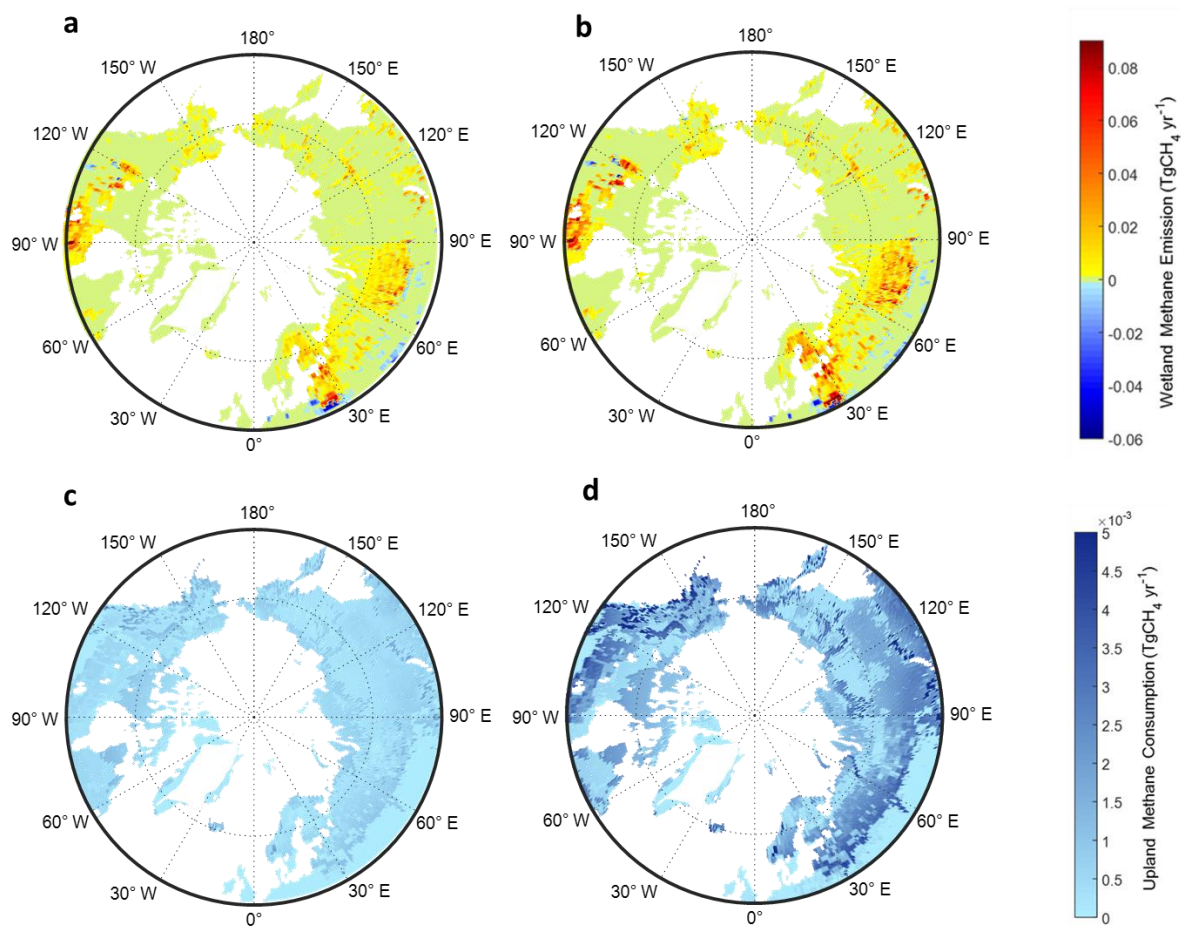 a
180°
150° W
150° E
120° W
120° E
90° W
90° E
60° W
60° E
30° W
30° E
0°
b
180°
150° W
150° E
120° W
120° E
90° W
90° E
60° W
60° E
30° W
30° E
0°
0.08
0.06
0.04
0.02
0
-0.02
-0.04
-0.06
Wetland Methane Emission (TgCH₄ yr⁻¹)
c
180°
150° W
150° E
120° W
120° E
90° W
90° E
60° W
60° E
30° W
30° E
0°
d
180°
150° W
150° E
120° W
120° E
90° W
90° E
60° W
60° E
30° W
30° E
0°
×10⁻³
5
4.5
4
3.5
3
2.5
2
1.5
1
0.5
0
Upland Methane Consumption (TgCH₄ yr⁻¹)